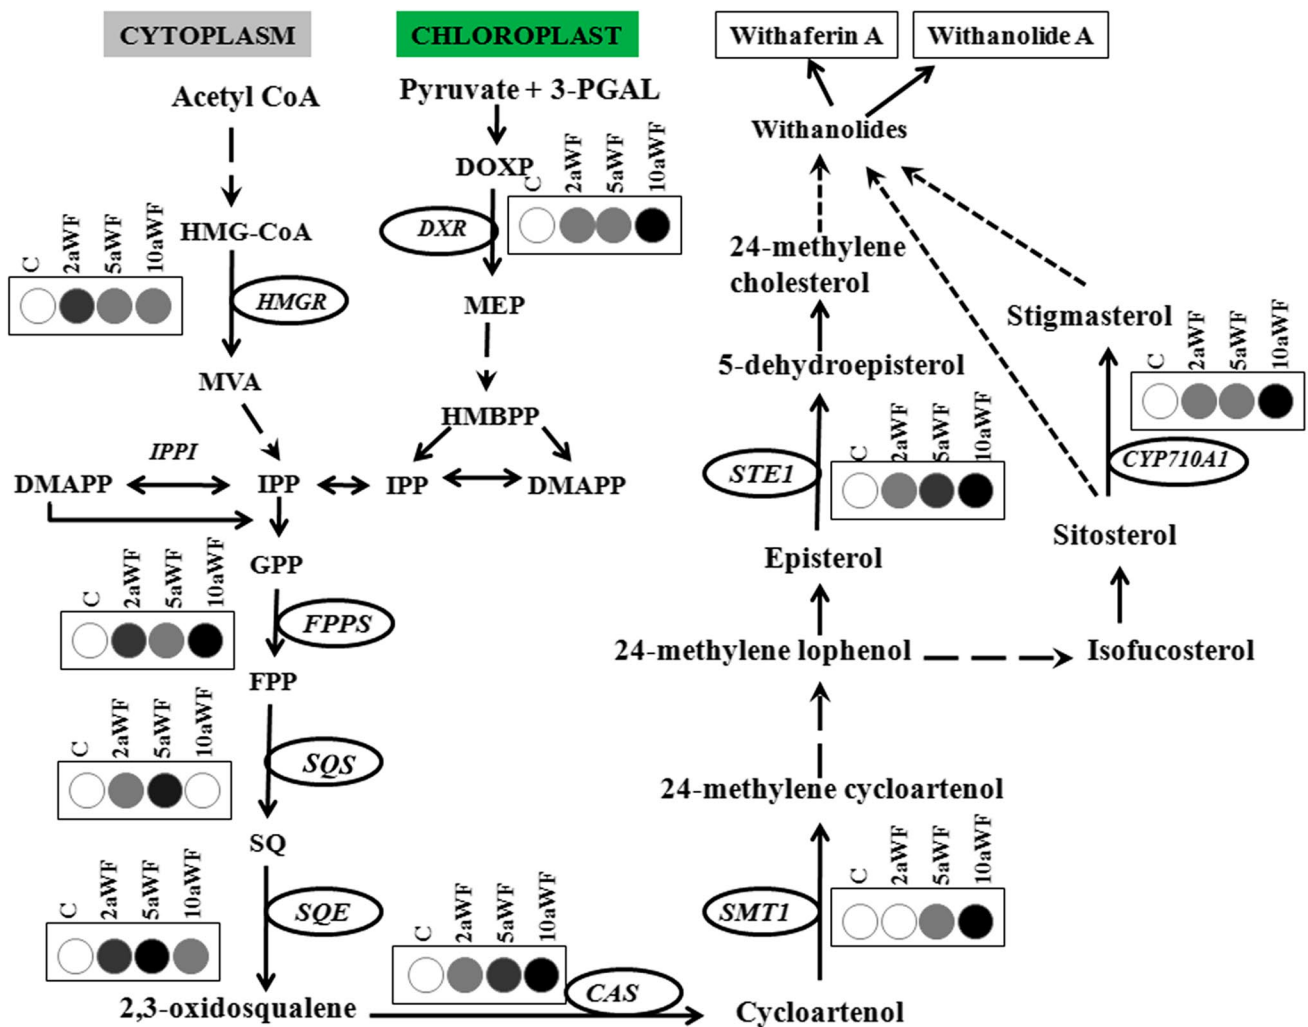 CYTOPLASM
CHLOROPLAST
Withaferin A
Withanolide A
Acetyl CoA
Pyruvate + 3-PGAL
Withanolides
DOXP
C
2aWF
5aWF
10aWF
DXR
HMG-CoA
C
2aWF
5aWF
10aWF
HMGR
MEP
24-methylene
cholesterol
Stigmasterol
MVA
HMBPP
5-dehydroepisterol
C
2aWF
5aWF
10aWF
CYP710A1
IPPI
DMAPP
IPP
IPP
DMAPP
STE1
C
2aWF
5aWF
10aWF
Sitosterol
GPP
Episterol
C
2aWF
5aWF
10aWF
FPPS
24-methylene lophenol
Isofucosterol
FPP
C
2aWF
5aWF
10aWF
SQS
24-methylene cycloartenol
SQ
C
2aWF
5aWF
10aWF
SQE
C
2aWF
5aWF
10aWF
CAS
SMT1
C
2aWF
5aWF
10aWF
2,3-oxidosqualene
Cycloartenol